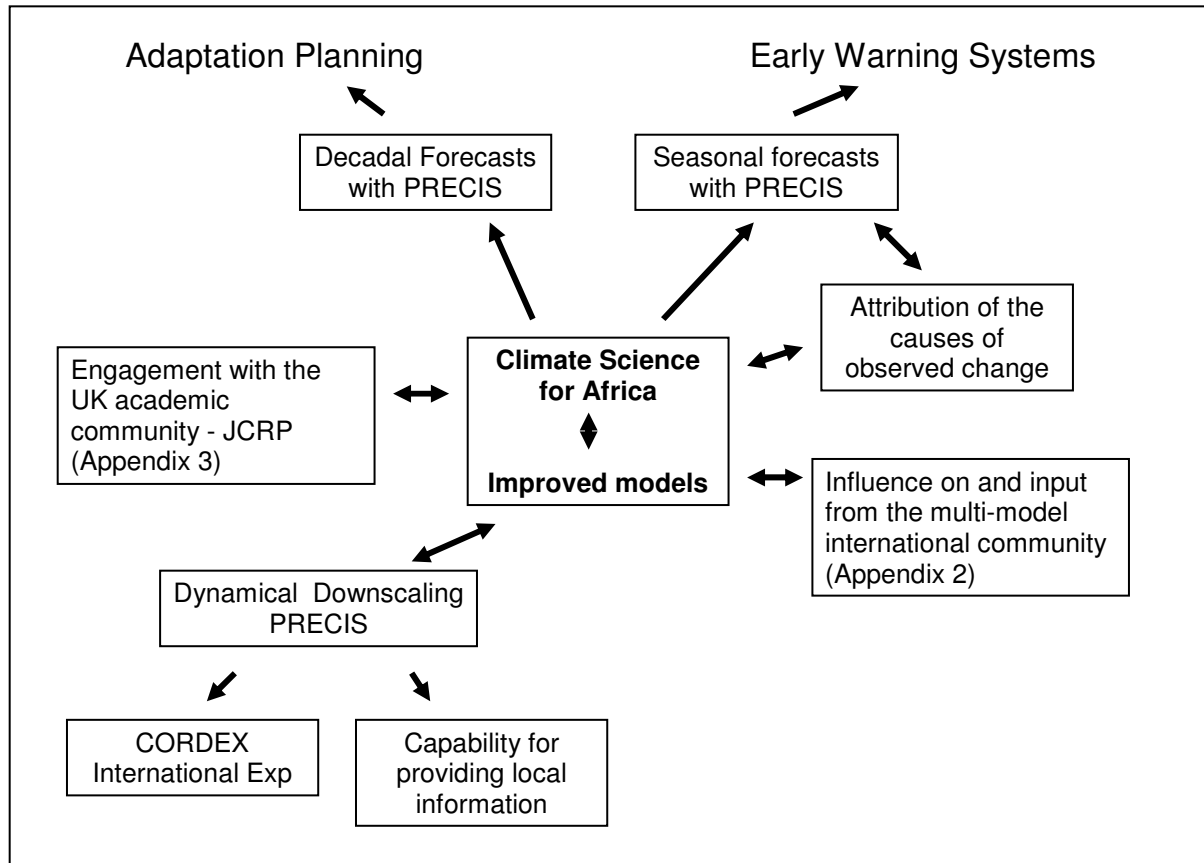 Adaptation Planning
Early Warning Systems
Decadal Forecasts
with PRECIS
Seasonal forecasts
with PRECIS
Attribution of the
causes of
observed change
Climate Science
for Africa
Improved models
Engagement with the
UK academic
community - JCRP
(Appendix 3)
Influence on and input
from the multi-model
international community
(Appendix 2)
Dynamical Downscaling
PRECIS
CORDEX
International Exp
Capability for
providing local
information